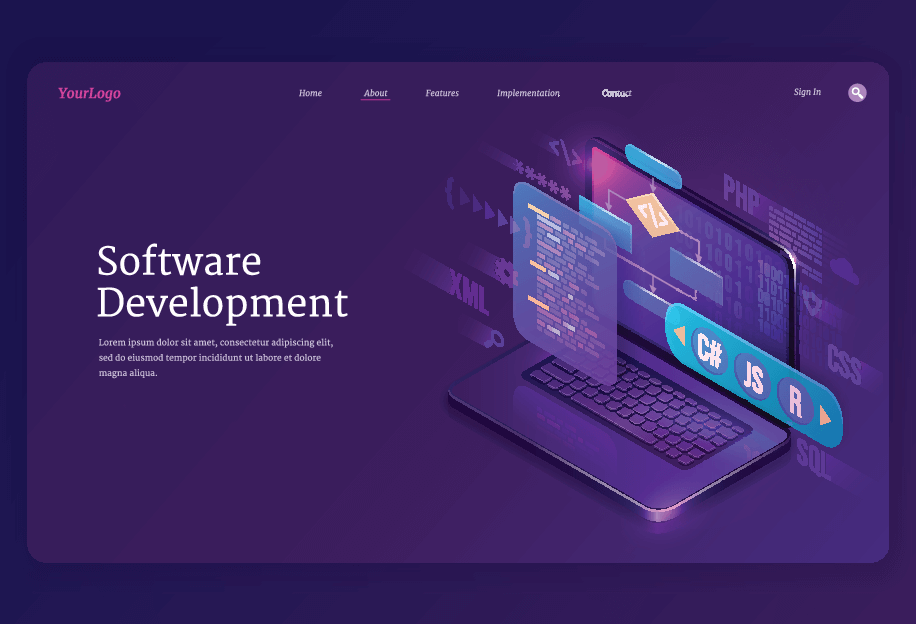 YourLogo
Home About Features Implementation Contact
Sign In
Software
Development
Lorem ipsum dolor sit amet, consectetur adipiscing elit,
sed do eiusmod tempor incididunt ut labore et dolore
magna aliqua.
</>
*****
PHP
</>
{ }
XML
C# JS R
CSS
SQL